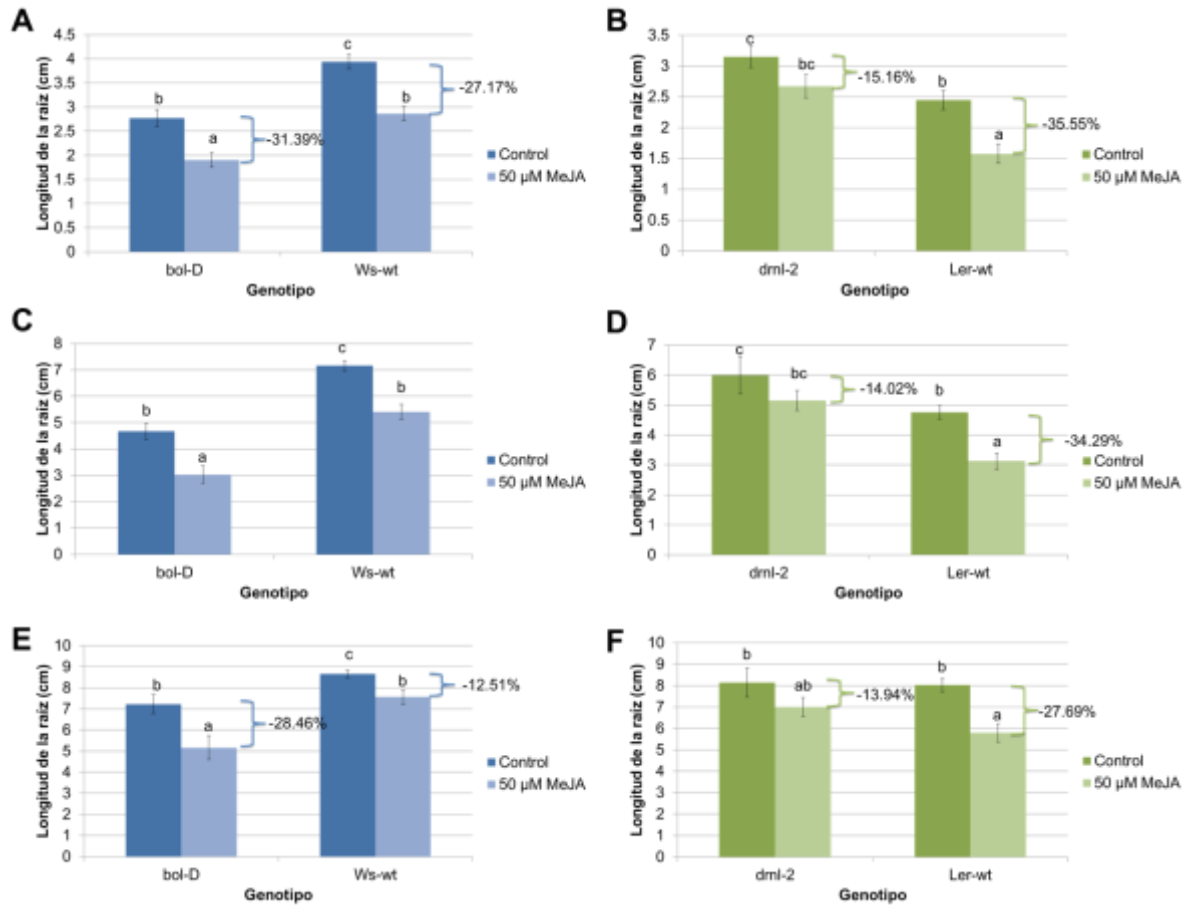 A
Longitud de la raíz (cm)
4.5
4
3.5
3
2.5
2
1.5
1
0.5
0
b
a
c
b
-31.39%
-27.17%
bol-D
Ws-wt
Genotipo
Control
50 µM MeJA
B
Longitud de la raíz (cm)
3.5
3
2.5
2
1.5
1
0.5
0
c
bc
b
a
-15.16%
-35.55%
drnl-2
Ler-wt
Genotipo
Control
50 µM MeJA
C
Longitud de la raíz (cm)
8
7
6
5
4
3
2
1
0
b
a
c
b
bol-D
Ws-wt
Genotipo
Control
50 µM MeJA
D
Longitud de la raíz (cm)
7
6
5
4
3
2
1
0
c
bc
b
a
-14.02%
-34.29%
drnl-2
Ler-wt
Genotipo
Control
50 µM MeJA
E
Longitud de la raíz (cm)
10
9
8
7
6
5
4
3
2
1
0
b
a
c
b
-28.46%
-12.51%
bol-D
Ws-wt
Genotipo
Control
50 µM MeJA
F
Longitud de la raíz (cm)
10
9
8
7
6
5
4
3
2
1
0
b
ab
b
a
-13.94%
-27.69%
drnl-2
Ler-wt
Genotipo
Control
50 µM MeJA